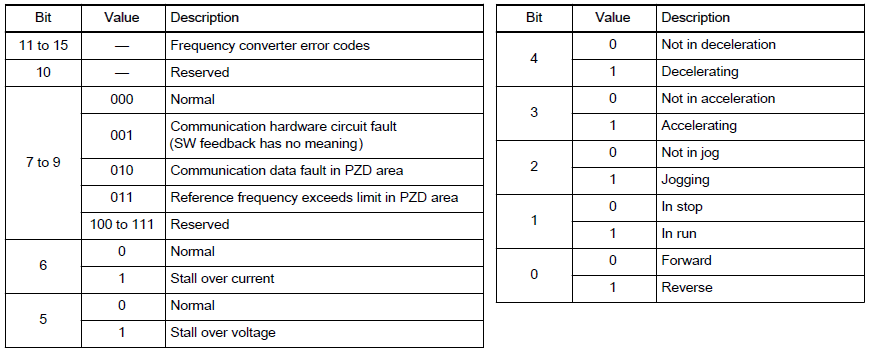 Bit Value Description
11 to 15 — Frequency converter error codes
10 — Reserved
7 to 9
000 Normal
001 Communication hardware circuit fault
(SW feedback has no meaning)
010 Communication data fault in PZD area
011 Reference frequency exceeds limit in PZD area
100 to 111 Reserved
6
0 Normal
1 Stall over current
5
0 Normal
1 Stall over voltage
Bit Value Description
4
0 Not in deceleration
1 Decelerating
3
0 Not in acceleration
1 Accelerating
2
0 Not in jog
1 Jogging
1
0 In stop
1 In run
0
0 Forward
1 Reverse